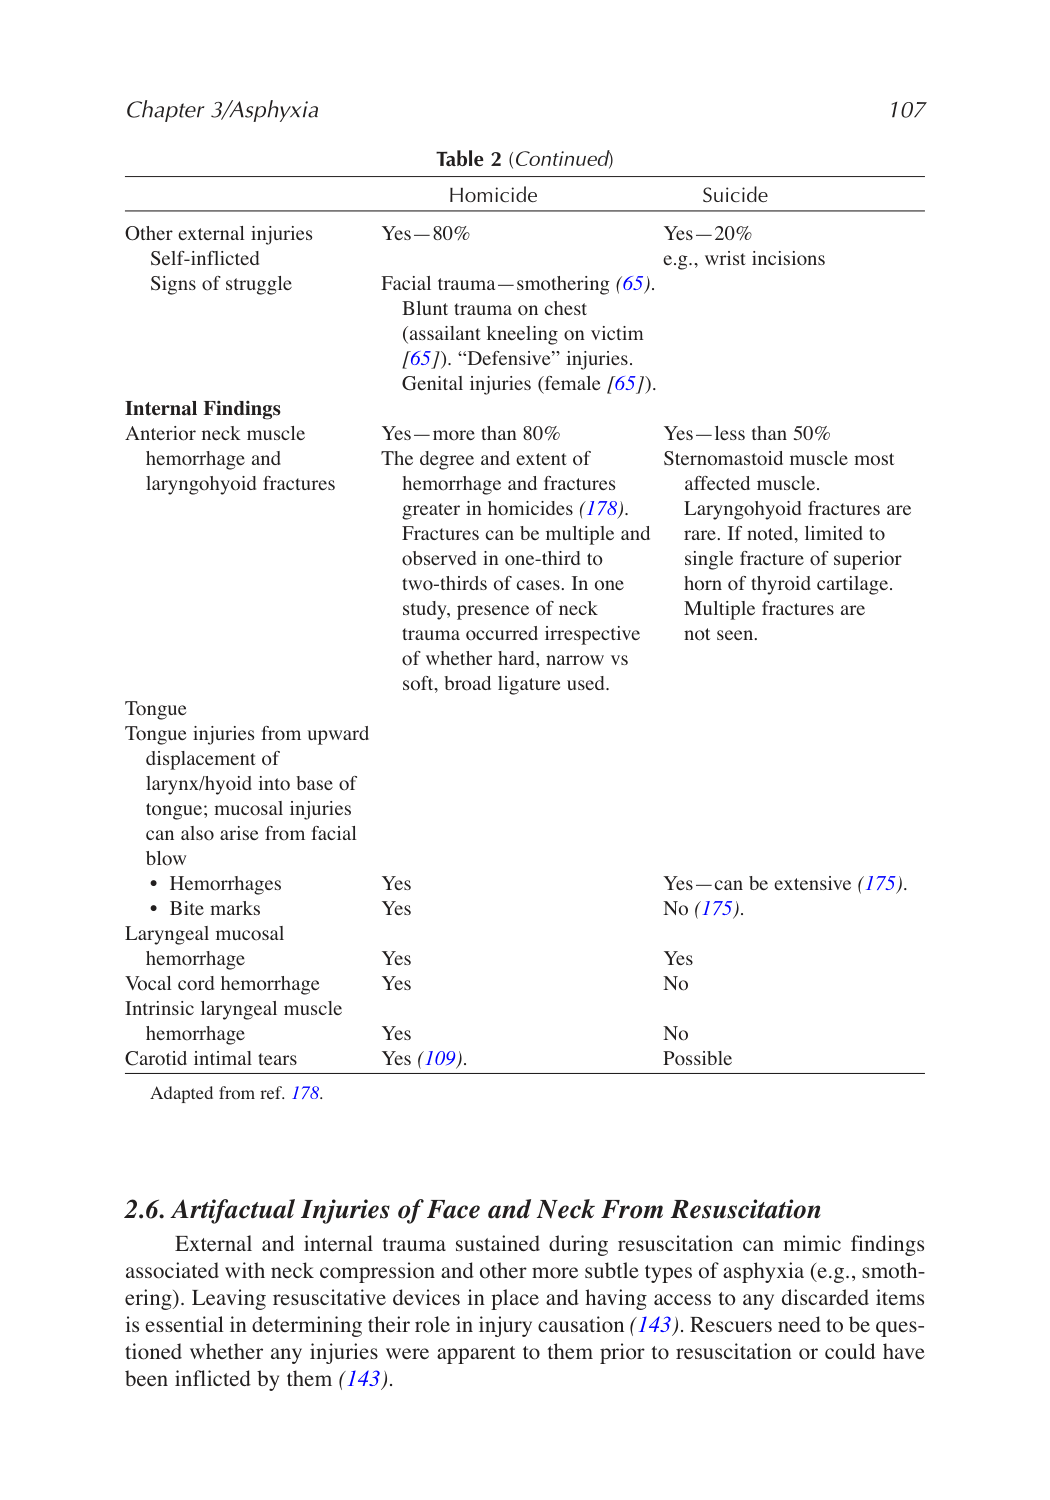 Chapter 3/Asphyxia 107
Table 2 (Continued)
Homicide Suicide
Other external injuries Yes—80% Yes—20%
Self-inflicted e.g., wrist incisions
Signs of struggle Facial trauma—smothering (65).
Blunt trauma on chest
(assailant kneeling on victim
[65]). “Defensive” injuries.
Genital injuries (female [65]).
Internal Findings
Anterior neck muscle Yes—more than 80% Yes—less than 50%
hemorrhage and The degree and extent of Sternomastoid muscle most
laryngohyoid fractures hemorrhage and fractures affected muscle.
greater in homicides (178). Laryngohyoid fractures are
Fractures can be multiple and rare. If noted, limited to
observed in one-third to single fracture of superior
two-thirds of cases. In one horn of thyroid cartilage.
study, presence of neck Multiple fractures are
trauma occurred irrespective not seen.
of whether hard, narrow vs
soft, broad ligature used.
Tongue
Tongue injuries from upward
displacement of
larynx/hyoid into base of
tongue; mucosal injuries
can also arise from facial
blow
• Hemorrhages Yes Yes—can be extensive (175).
• Bite marks Yes No (175).
Laryngeal mucosal
hemorrhage Yes Yes
Vocal cord hemorrhage Yes No
Intrinsic laryngeal muscle
hemorrhage Yes No
Carotid intimal tears Yes (109). Possible
Adapted from ref. 178.
2.6. Artifactual Injuries of Face and Neck From Resuscitation
External and internal trauma sustained during resuscitation can mimic findings
associated with neck compression and other more subtle types of asphyxia (e.g., smoth-
ering). Leaving resuscitative devices in place and having access to any discarded items
is essential in determining their role in injury causation (143). Rescuers need to be ques-
tioned whether any injuries were apparent to them prior to resuscitation or could have
been inflicted by them (143).